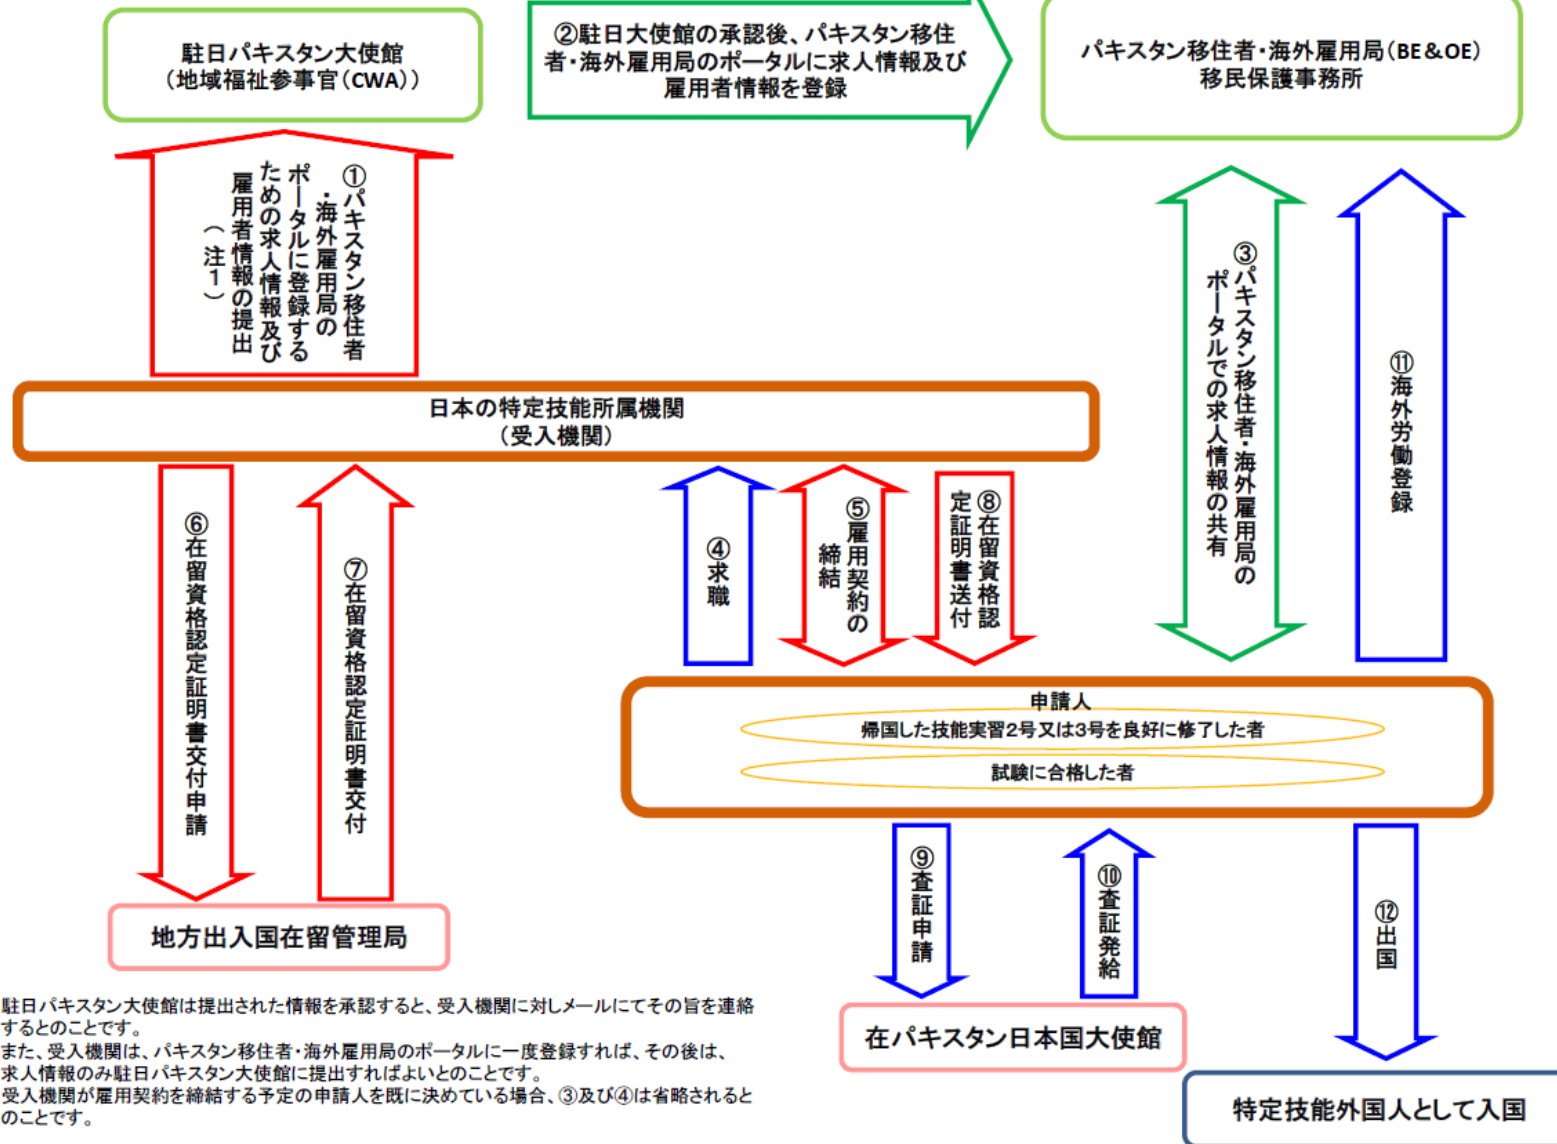 駐日パキスタン大使館
（地域福祉参事官（CWA））
②駐日大使館の承認後、パキスタン移住
者・海外雇用局のポータルに求人情報及び
雇用者情報を登録
パキスタン移住者・海外雇用局（BE＆OE）
移民保護事務所
①パキスタン移住者
・海外雇用局の
ポータルに登録する
ための求人情報及び
雇用者情報の提出
（注１）
③パキスタン移住者・海外雇用局の
ポータルでの求人情報の共有
⑪海外労働登録
日本の特定技能所属機関
（受入機関）
⑥在留資格認定証明書交付申請
⑦在留資格認定証明書交付
④求職
⑤雇用契約の
締結
⑧在留資格認
定証明書送付
申請人
帰国した技能実習2号又は3号を良好に修了した者
試験に合格した者
⑨査証申請
⑩査証発給
⑫出国
地方出入国在留管理局
在パキスタン日本国大使館
特定技能外国人として入国
駐日パキスタン大使館は提出された情報を承認すると、受入機関に対しメールにてその旨を連絡
するとのことです。
また、受入機関は、パキスタン移住者・海外雇用局のポータルに一度登録すれば、その後は、
求人情報のみ駐日パキスタン大使館に提出すればよいとのことです。
受入機関が雇用契約を締結する予定の申請人を既に決めている場合、③及び④は省略されると
のことです。